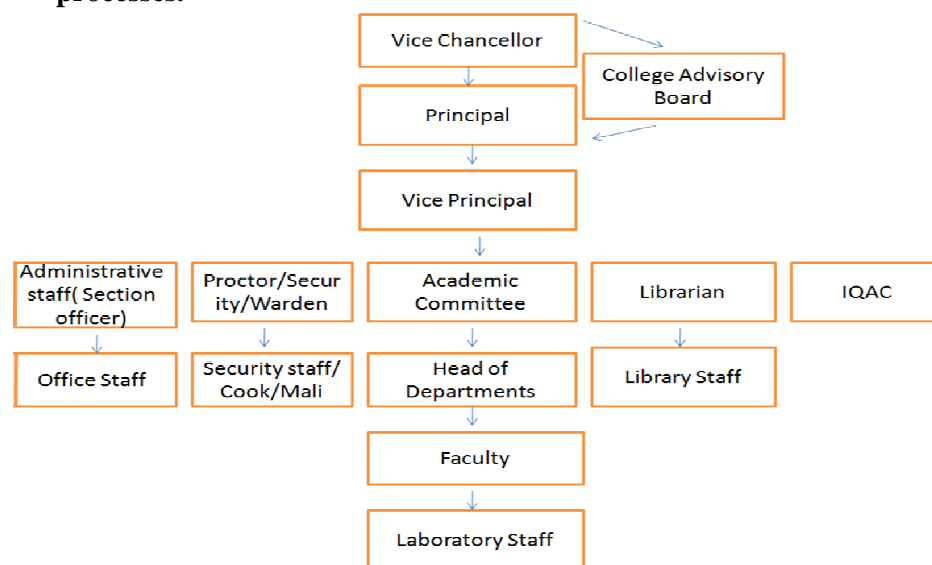 processes.
Vice Chancellor
College Advisory
Board
Principal
Vice Principal
Administrative
staff( Section
officer)
Proctor/Secur
ity/Warden
Academic
Committee
Librarian
IQAC
Office Staff
Security staff/
Cook/Mali
Head of
Departments
Library Staff
Faculty
Laboratory Staff